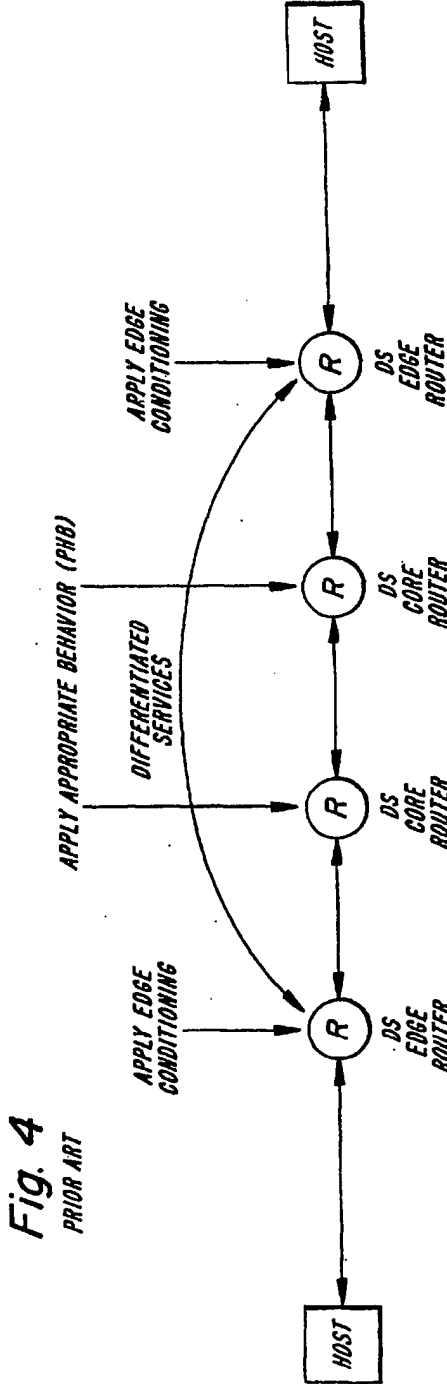 Fig. 4
PRIOR ART
APPLY APPROPRIATE BEHAVIOR (PHB)
APPLY EDGE
CONDITIONING
APPLY EDGE
CONDITIONING
DIFFERENTIATED
SERVICES
HOST
R
R
R
R
HOST
DS
EDGE
ROUTER
DS
CORE
ROUTER
DS
CORE
ROUTER
DS
EDGE
ROUTER